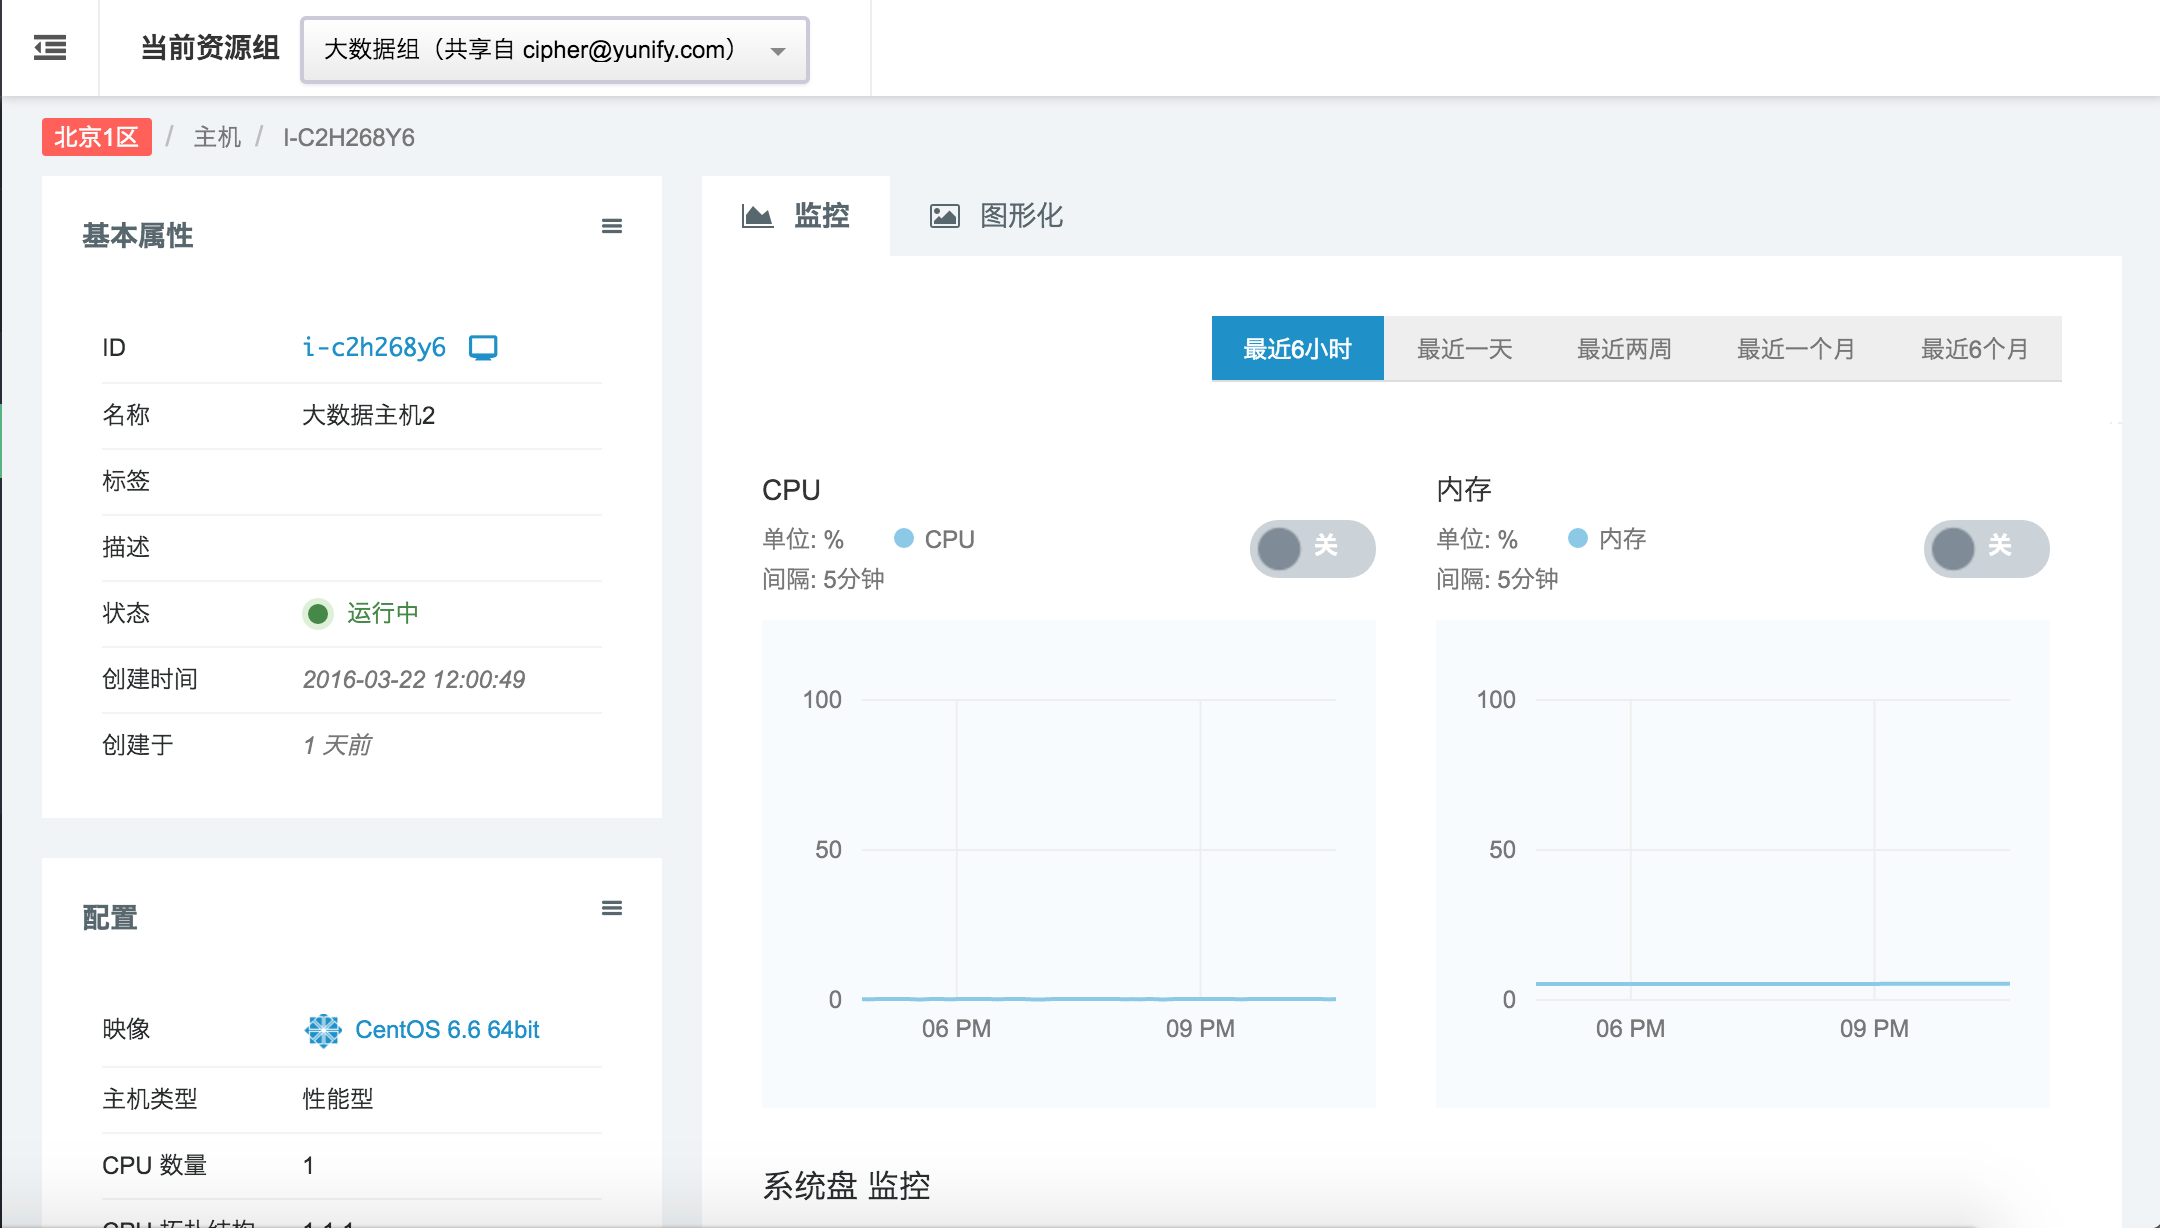 当前资源组
大数据组（共享自 cipher@yunify.com）
北京1区 / 主机 / I-C2H268Y6
基本属性
ID i-c2h268y6
名称 大数据主机2
标签
描述
状态 运行中
创建时间 2016-03-22 12:00:49
创建于 1 天前
配置
映像 CentOS 6.6 64bit
主机类型 性能型
CPU 数量 1
CPU 拓扑结构 1,1,1
监控
图形化
最近6小时 最近一天 最近两周 最近一个月 最近6个月
CPU
单位: % CPU
间隔: 5分钟
关
100
50
0
06 PM 09 PM
内存
单位: % 内存
间隔: 5分钟
关
100
50
0
06 PM 09 PM
系统盘 监控